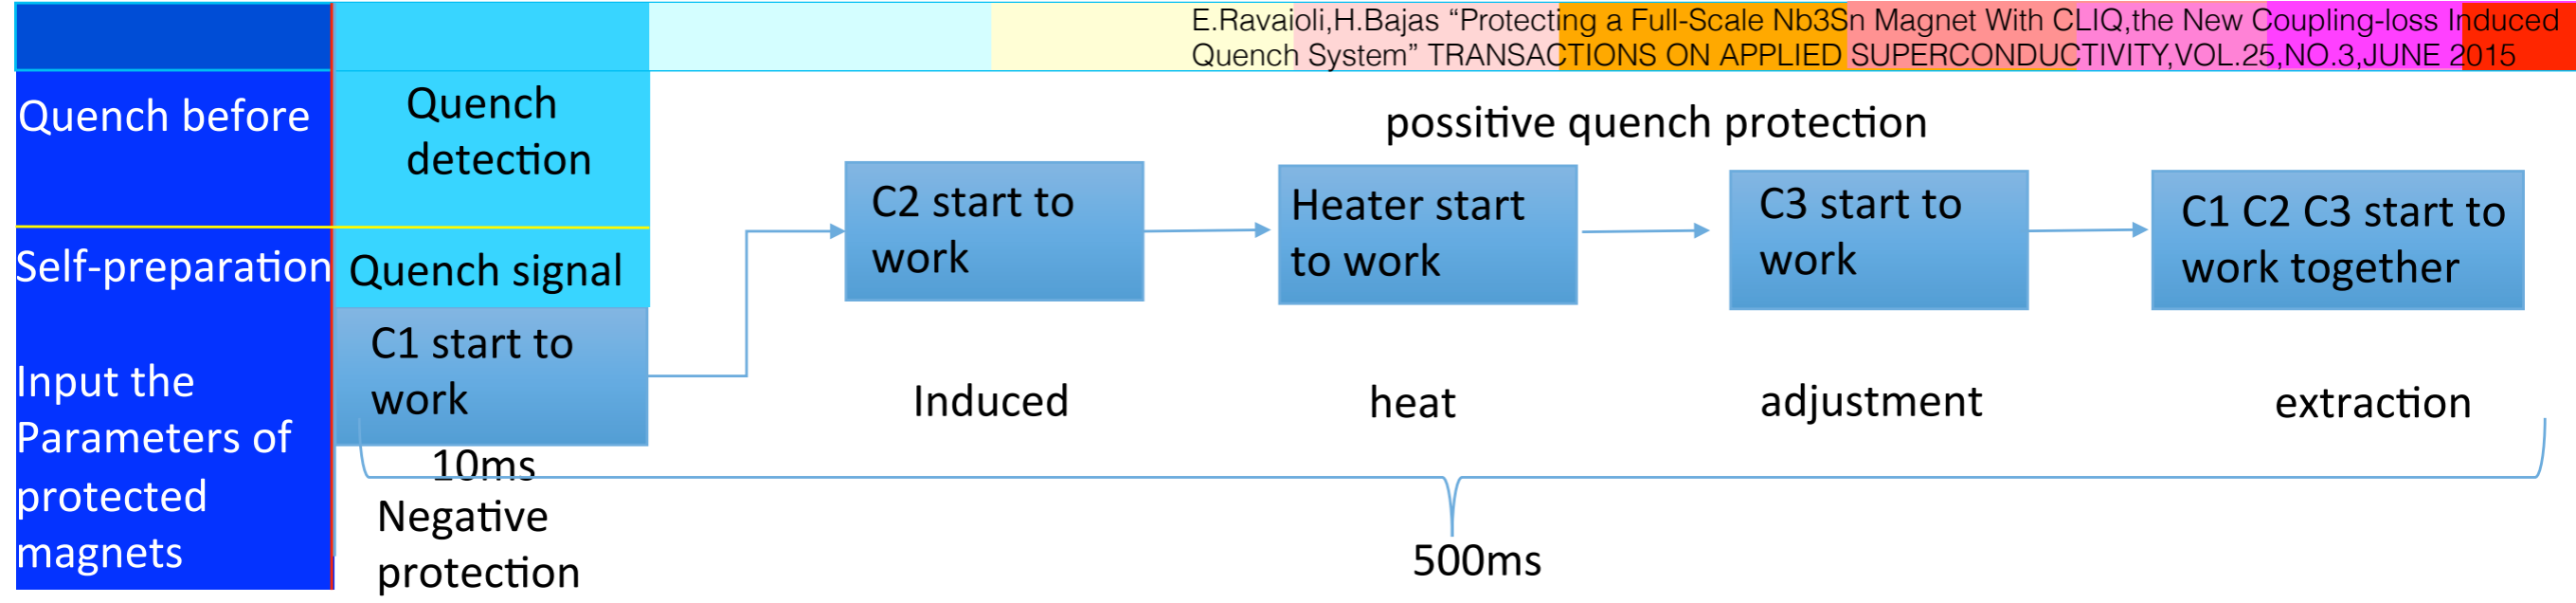 E.Ravaioli,H.Bajas “Protecting a Full-Scale Nb3Sn Magnet With CLIQ,the New Coupling-loss Induced
Quench System” TRANSACTIONS ON APPLIED SUPERCONDUCTIVITY,VOL.25,NO.3,JUNE 2015
Quench before
Self-preparation
Input the
Parameters of
protected
magnets
Quench
detection
Quench signal
C1 start to
work
10ms
Negative
protection
possitive quench protection
C2 start to
work
Induced
Heater start
to work
heat
C3 start to
work
adjustment
C1 C2 C3 start to
work together
extraction
500ms